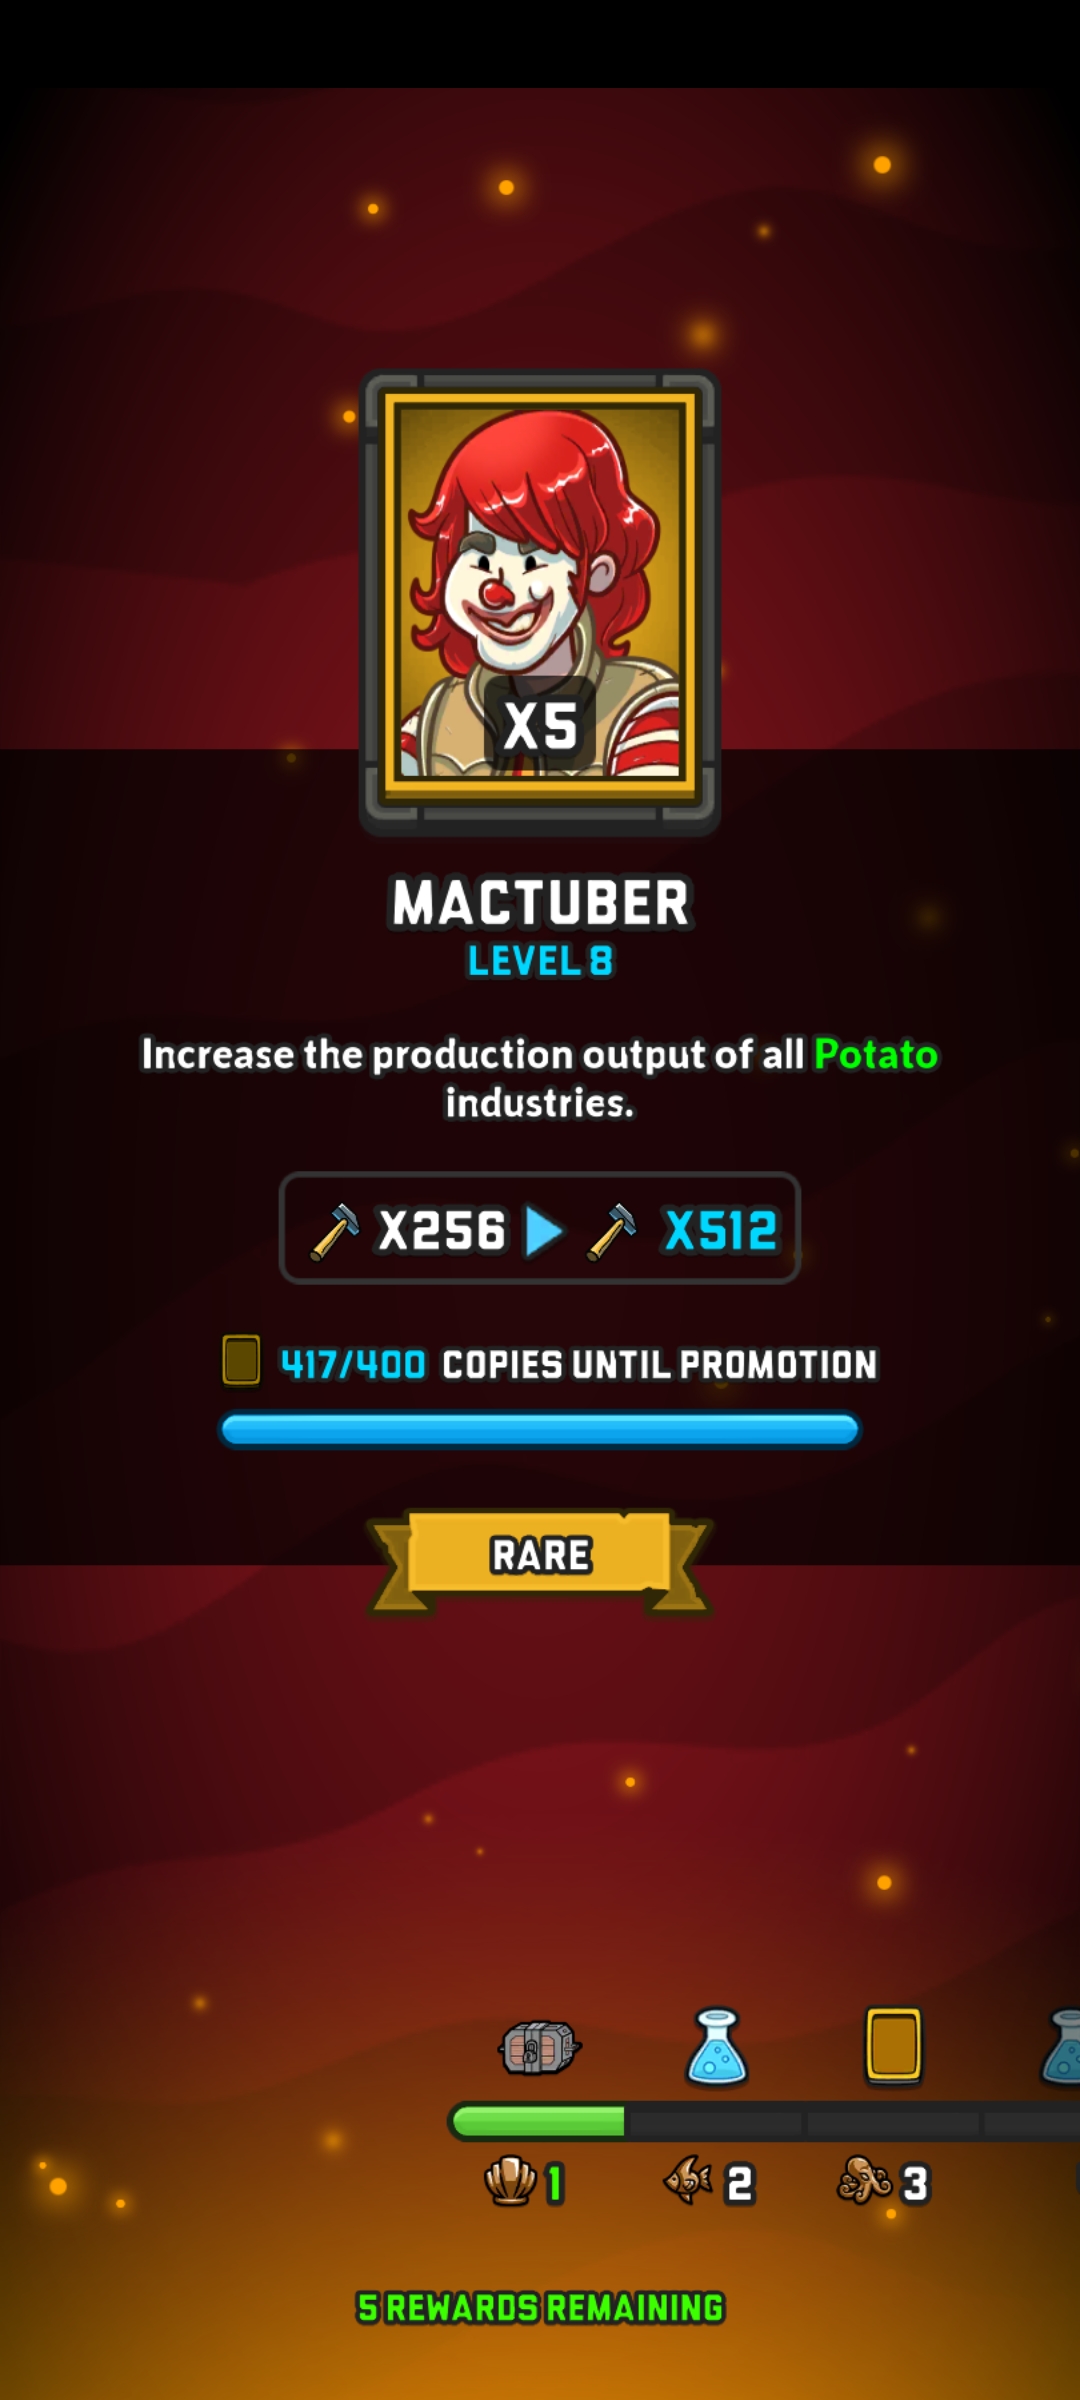 X5
MACTUBER
LEVEL 8
Increase the production output of all Potato
industries.
X256 X512
417/400 COPIES UNTIL PROMOTION
RARE
1 2 3
5 REWARDS REMAINING